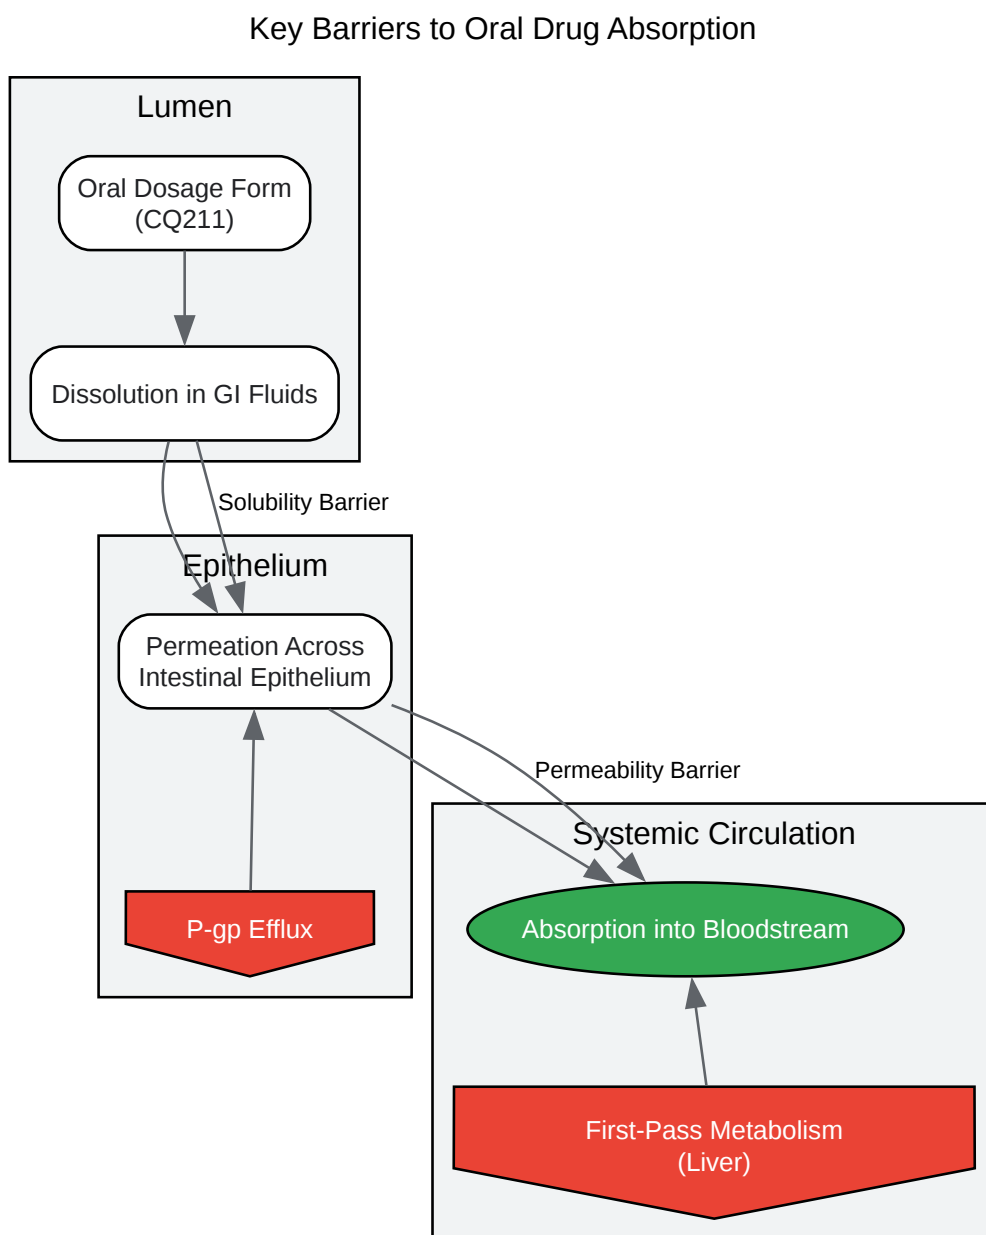 Key Barriers to Oral Drug Absorption
Lumen
Oral Dosage Form
(CQ211)
Dissolution in GI Fluids
Solubility Barrier
Epithelium
Permeation Across
Intestinal Epithelium
Permeability Barrier
Systemic Circulation
P-gp Efflux
Absorption into Bloodstream
First-Pass Metabolism
(Liver)